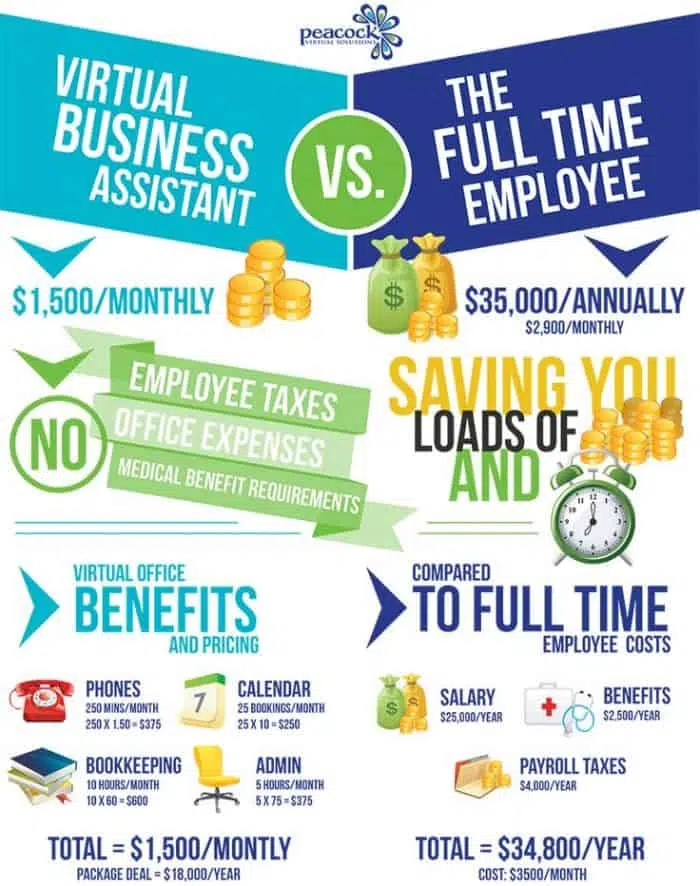 peacock
VIRTUAL SOLUTIONS
VIRTUAL
BUSINESS
ASSISTANT
VS.
THE
FULL TIME
EMPLOYEE
$1,500/MONTHLY
$35,000/ANNUALLY
$2,900/MONTHLY
NO
EMPLOYEE TAXES
OFFICE EXPENSES
MEDICAL BENEFIT REQUIREMENTS
SAVING YOU
LOADS OF
AND
VIRTUAL OFFICE
BENEFITS
AND PRICING
PHONES
250 MINS/MONTH
250 X 1.50 = $375
7
CALENDAR
25 BOOKINGS/MONTH
25 X 10 = $250
BOOKKEEPING
10 HOURS/MONTH
10 X 60 = $600
ADMIN
5 HOURS/MONTH
5 X 75 = $375
TOTAL = $1,500/MONTLY
PACKAGE DEAL = $18,000/YEAR
COMPARED
TO FULL TIME
EMPLOYEE COSTS
SALARY
$25,000/YEAR
BENEFITS
$2,500/YEAR
PAYROLL TAXES
$4,000/YEAR
TOTAL = $34,800/YEAR
COST: $3500/MONTH